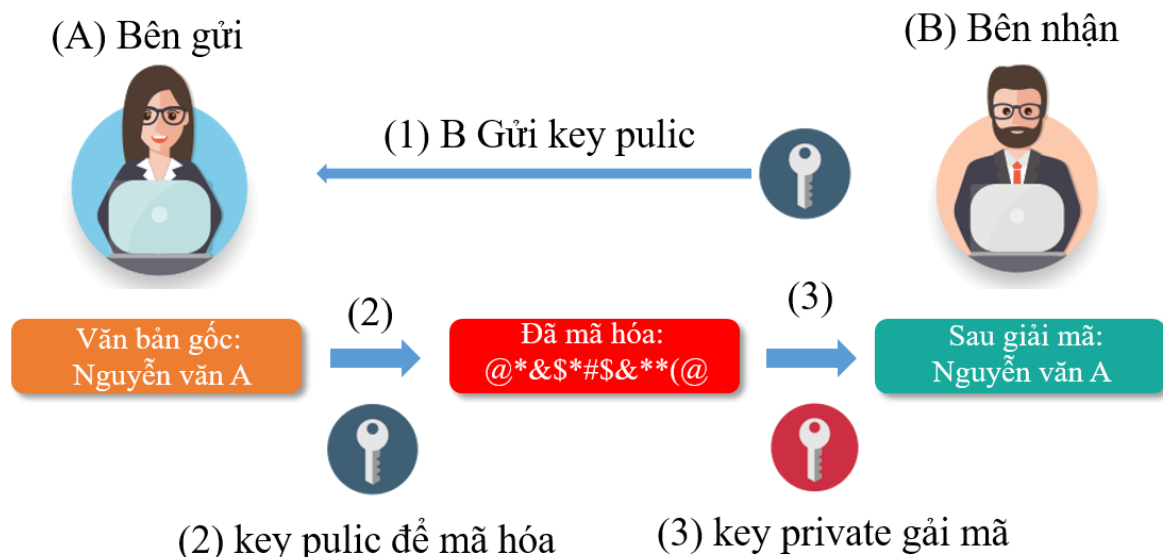 (A) Bên gửi
(B) Bên nhận
(1) B Gửi key pulic
(2)
(3)
Văn bản gốc:
Nguyễn văn A
Đã mã hóa:
@*&$*#$&**(@
Sau giải mã:
Nguyễn văn A
(2) key pulic để mã hóa
(3) key private gải mã